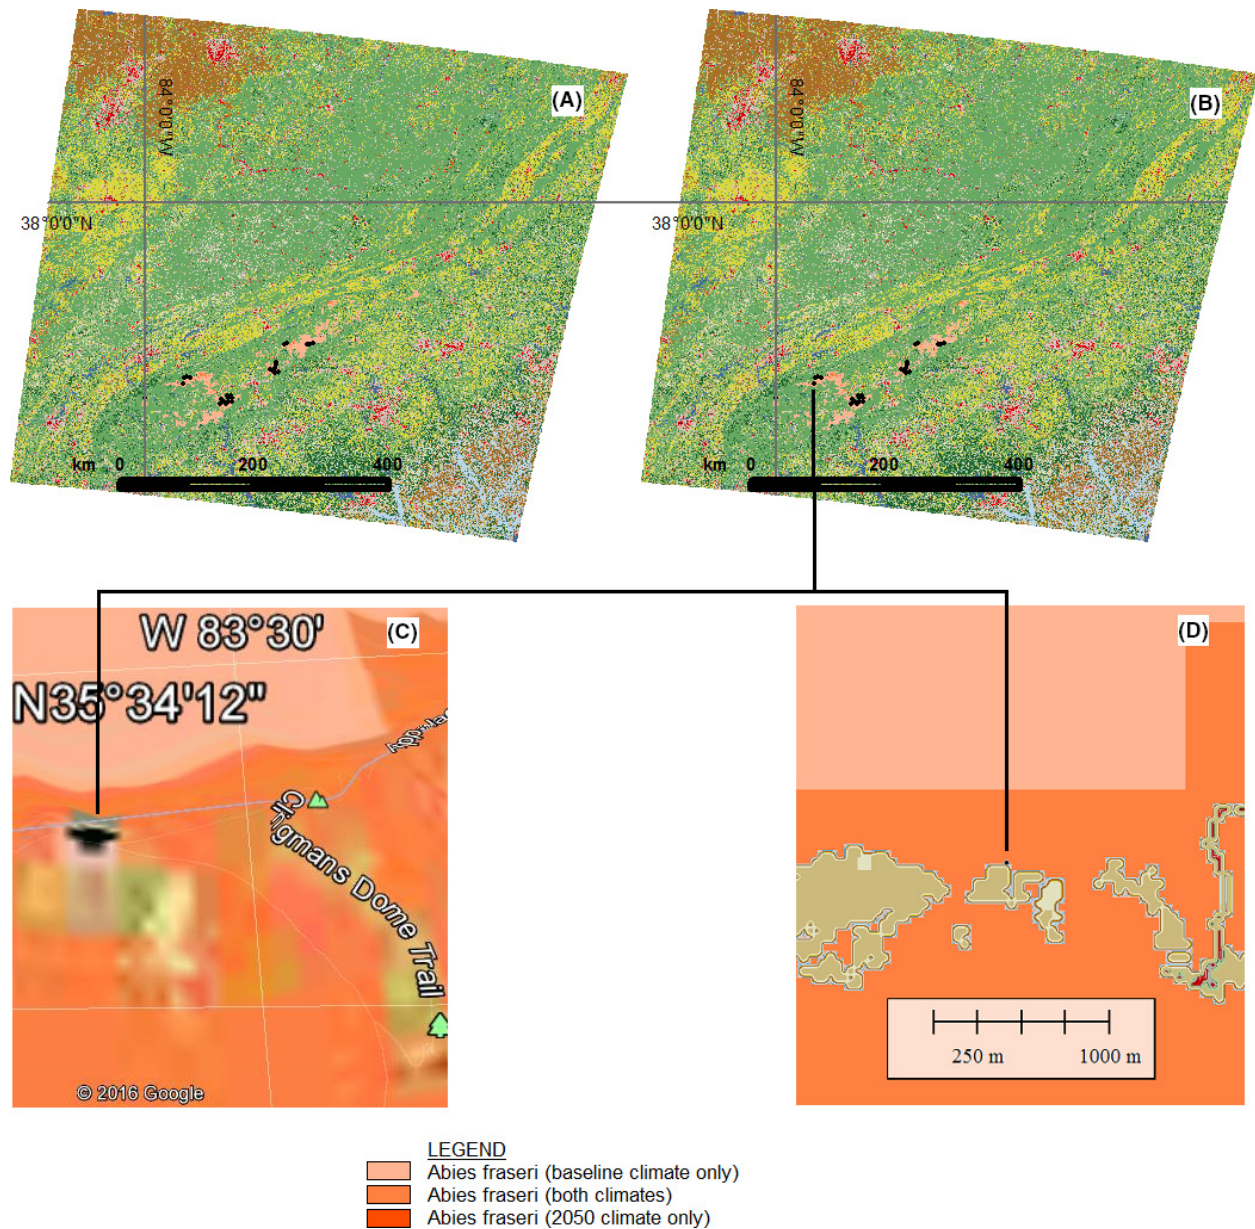 (A)
84°0'0"W
38°0'0"N
km 0 200 400
(B)
84°0'0"W
38°0'0"N
km 0 200 400
(C)
W 83°30'
N35°34'12"
Clingmans Dome Trail
© 2016 Google
(D)
250 m 1000 m
LEGEND
Abies fraseri (baseline climate only)
Abies fraseri (both climates)
Abies fraseri (2050 climate only)